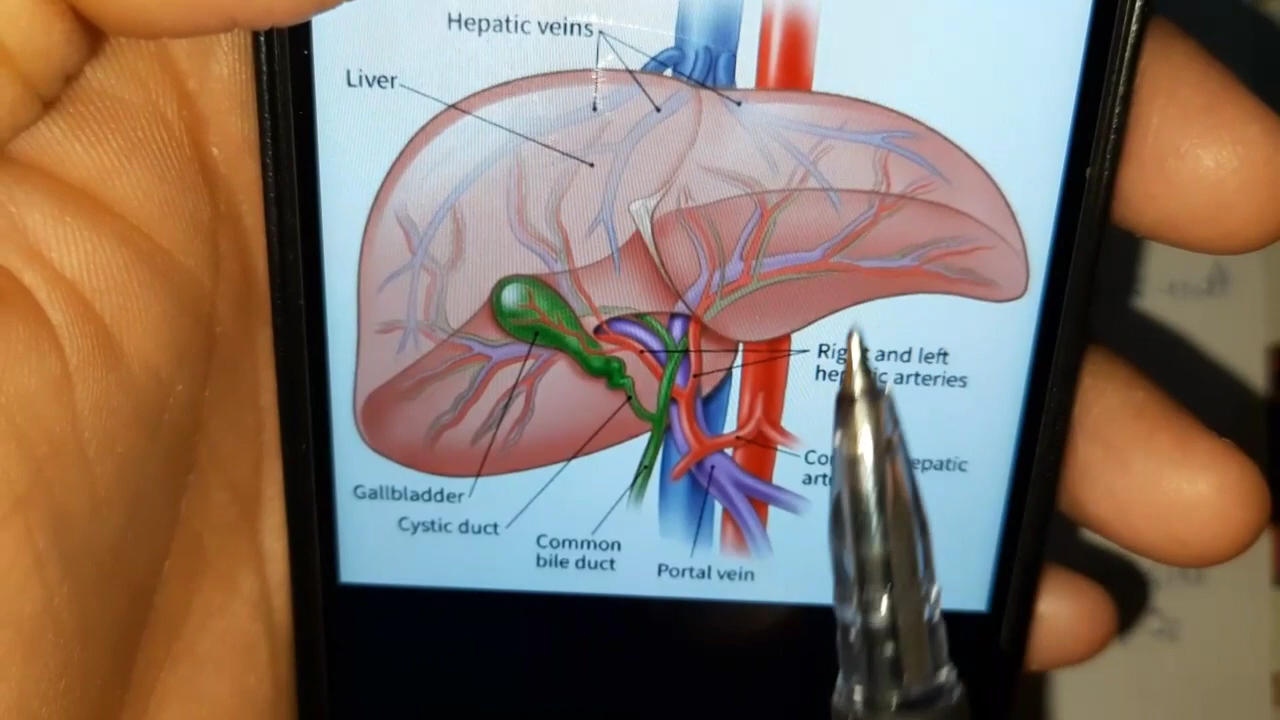 Hepatic veins
Liver
and left
arteries
Gallbladder
Cystic duct
Common
bile duct
Portal vein